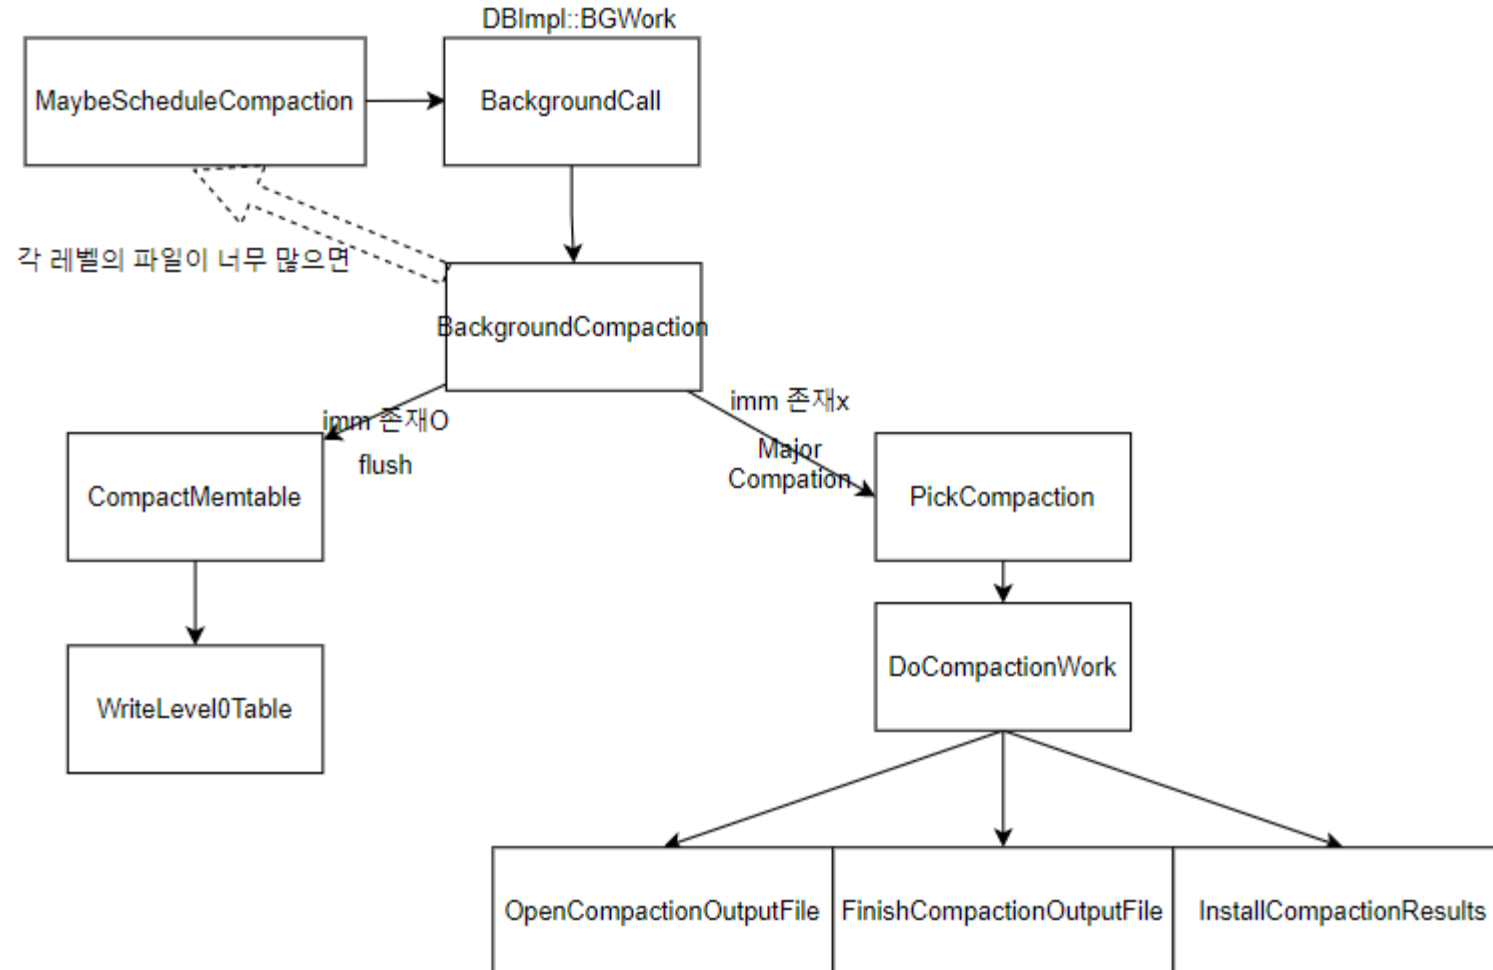 DBImpl::BGWork
MaybeScheduleCompaction
BackgroundCall
각 레벨의 파일이 너무 많으면
BackgroundCompaction
imm 존재O
flush
imm 존재x
Major
Compation
CompactMemtable
PickCompaction
WriteLevel0Table
DoCompactionWork
OpenCompactionOutputFile
FinishCompactionOutputFile
InstallCompactionResults